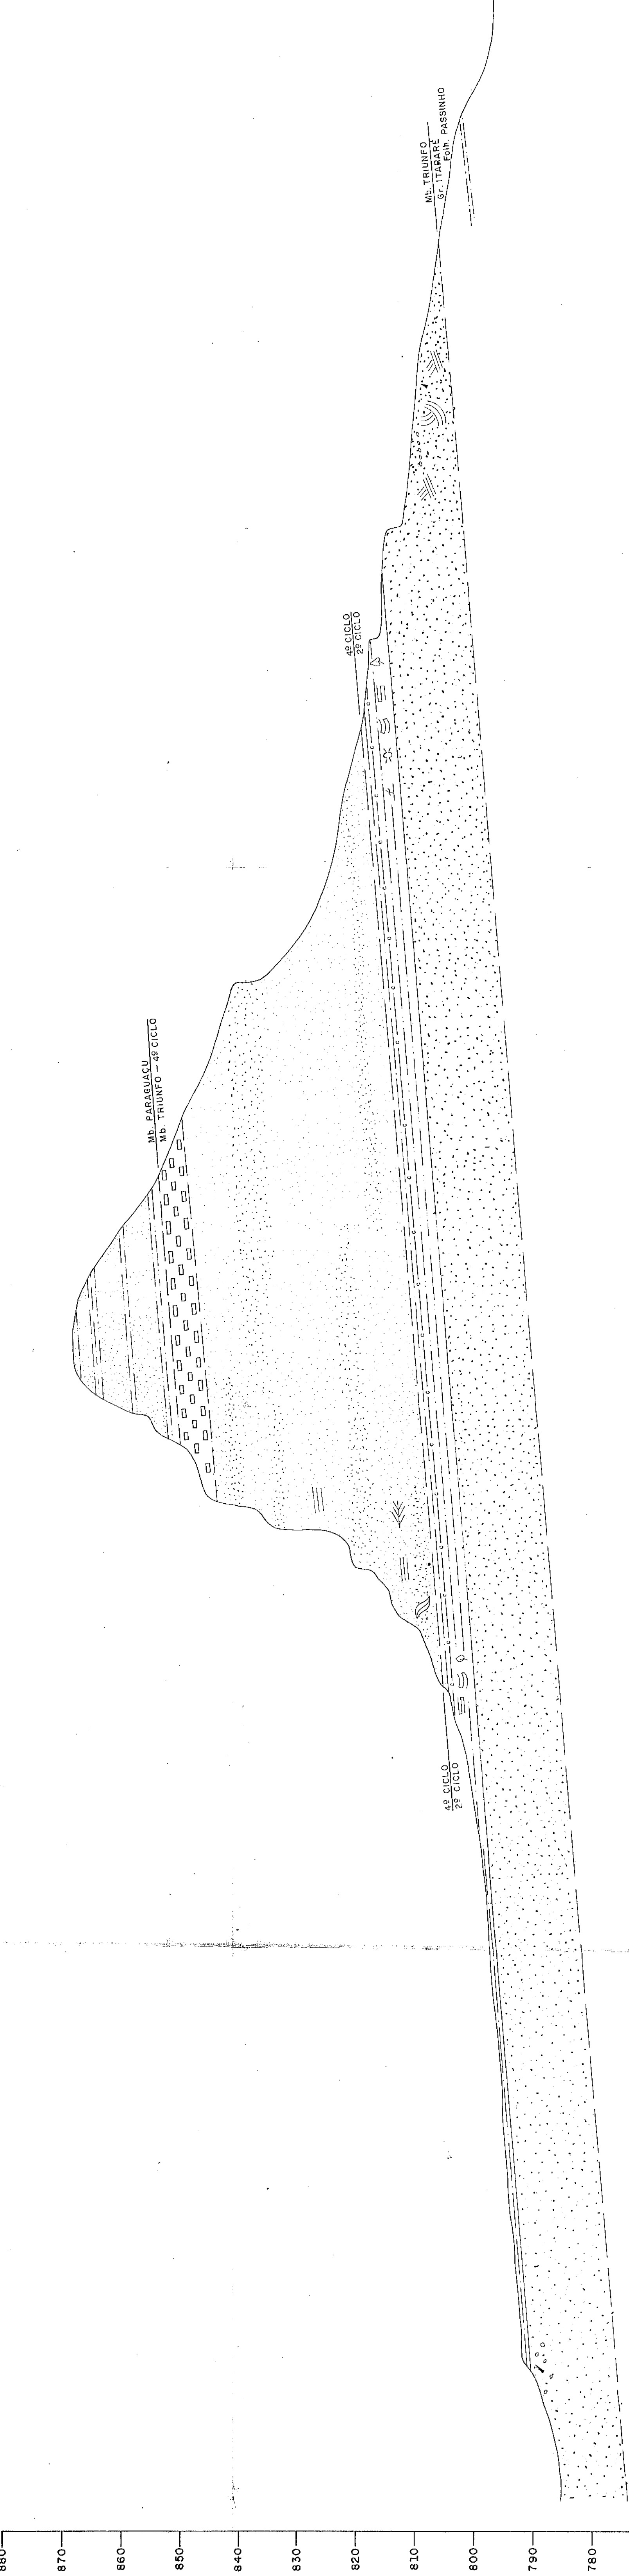 Mb. TRIUNFO
Gr. ITARARÉ
Folh. PASSINHO
4º CICLO
2º CICLO
Mb. PARAGUAÇU
Mb. TRIUNFO – 4º CICLO
4º CICLO
2º CICLO
880
870
860
850
840
830
820
810
800
790
780